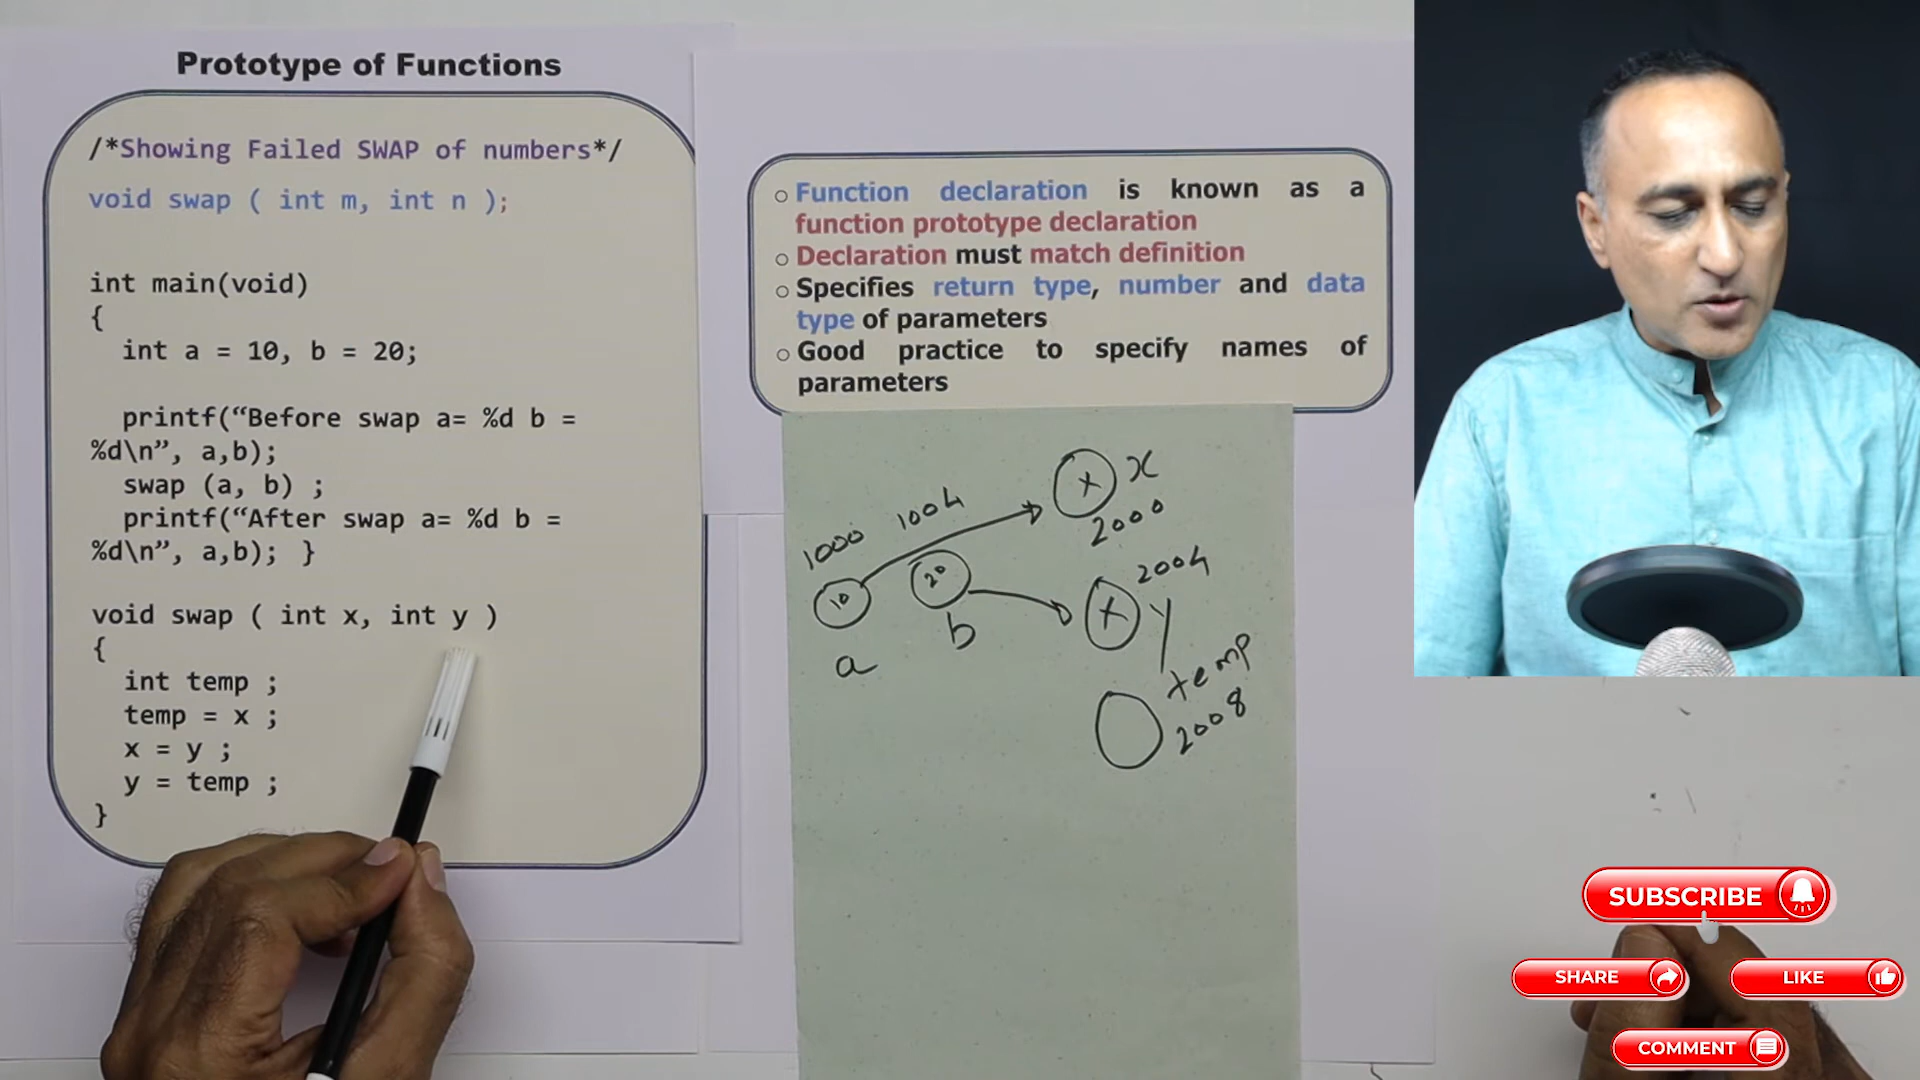 Prototype of Functions
/*Showing Failed SWAP of numbers*/
void swap ( int m, int n );
int main(void)
{
int a = 10, b = 20;
printf(“Before swap a= %d b =
%d\n”, a,b);
swap (a, b) ;
printf(“After swap a= %d b =
%d\n”, a,b); }
void swap ( int x, int y )
{
int temp ;
temp = x ;
x = y ;
y = temp ;
}
○ Function declaration is known as a
function prototype declaration
○ Declaration must match definition
○ Specifies return type, number and data
type of parameters
○ Good practice to specify names of
parameters
x x
2000
1000 1004
10 20
a b
2004
x y
temp
2008
SUBSCRIBE
SHARE
LIKE
COMMENT